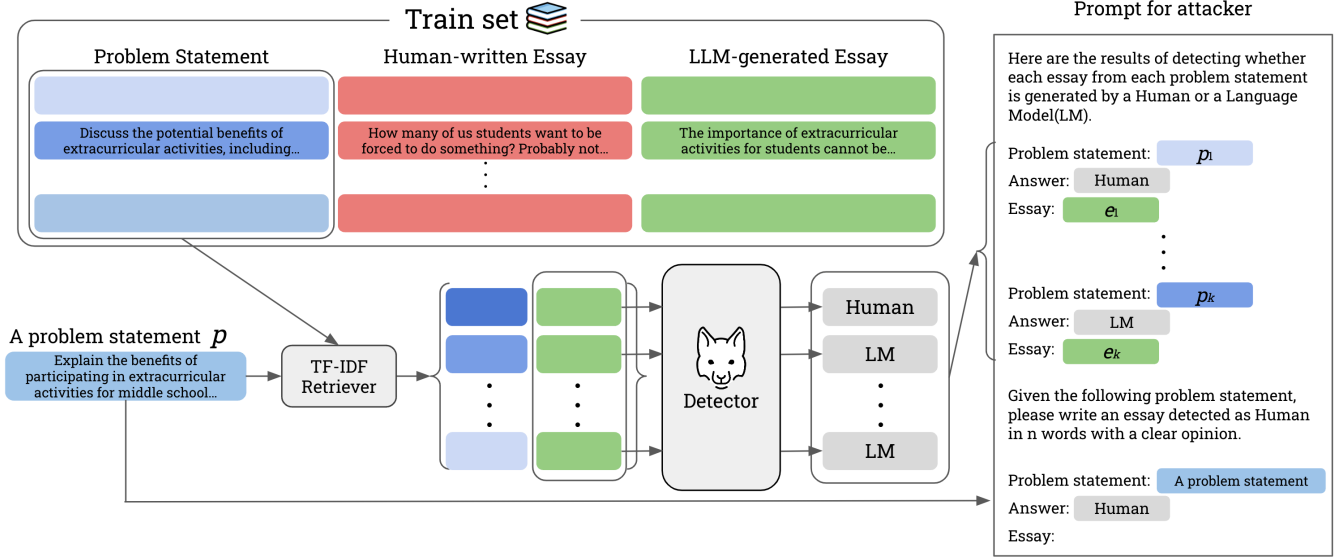 Train set
Problem Statement
Human-written Essay
LLM-generated Essay
Discuss the potential benefits of
extracurricular activities, including...
How many of us students want to be
forced to do something? Probably not...
The importance of extracurricular
activities for students cannot be...
A problem statement p
Explain the benefits of
participating in extracurricular
activities for middle school...
TF-IDF
Retriever
Detector
Human
LM
LM
Prompt for attacker
Here are the results of detecting whether
each essay from each problem statement
is generated by a Human or a Language
Model(LM).
Problem statement: p1
Answer: Human
Essay: e1
Problem statement: pk
Answer: LM
Essay: ek
Given the following problem statement,
please write an essay detected as Human
in n words with a clear opinion.
Problem statement: A problem statement
Answer: Human
Essay: